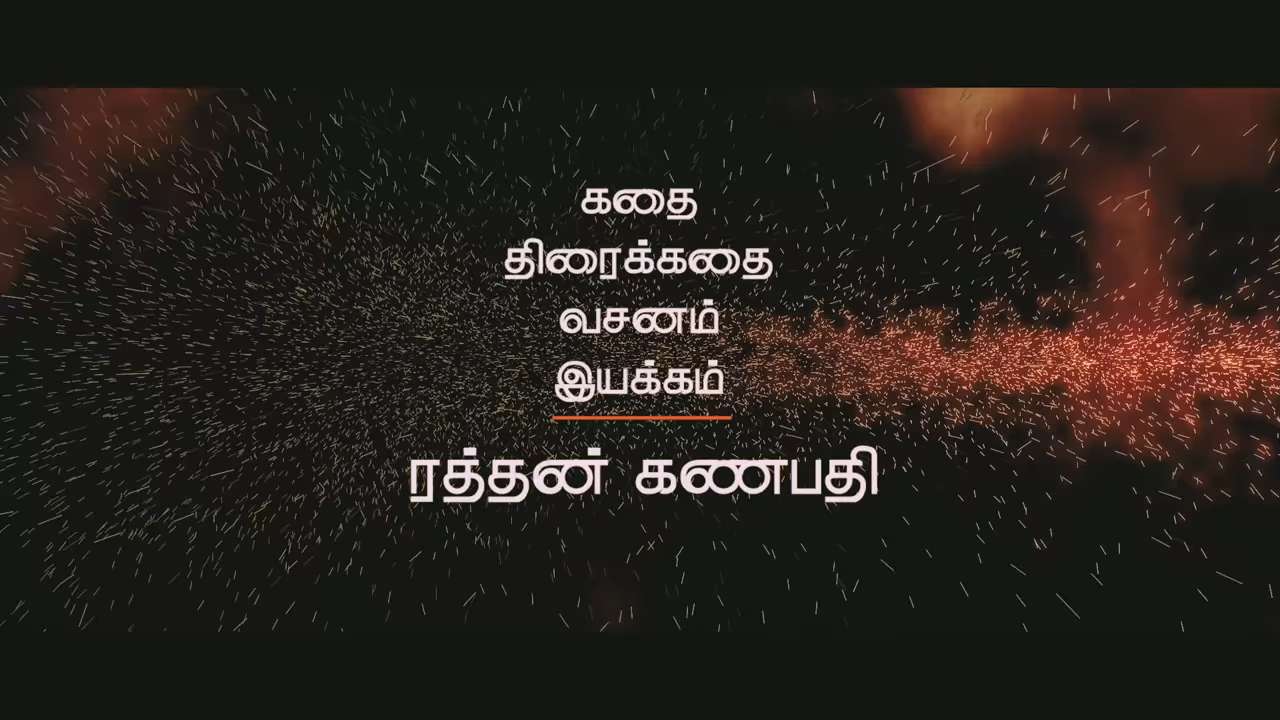 கதை
திரைக்கதை
வசனம்
இயக்கம்
ரத்தன் கணபதி